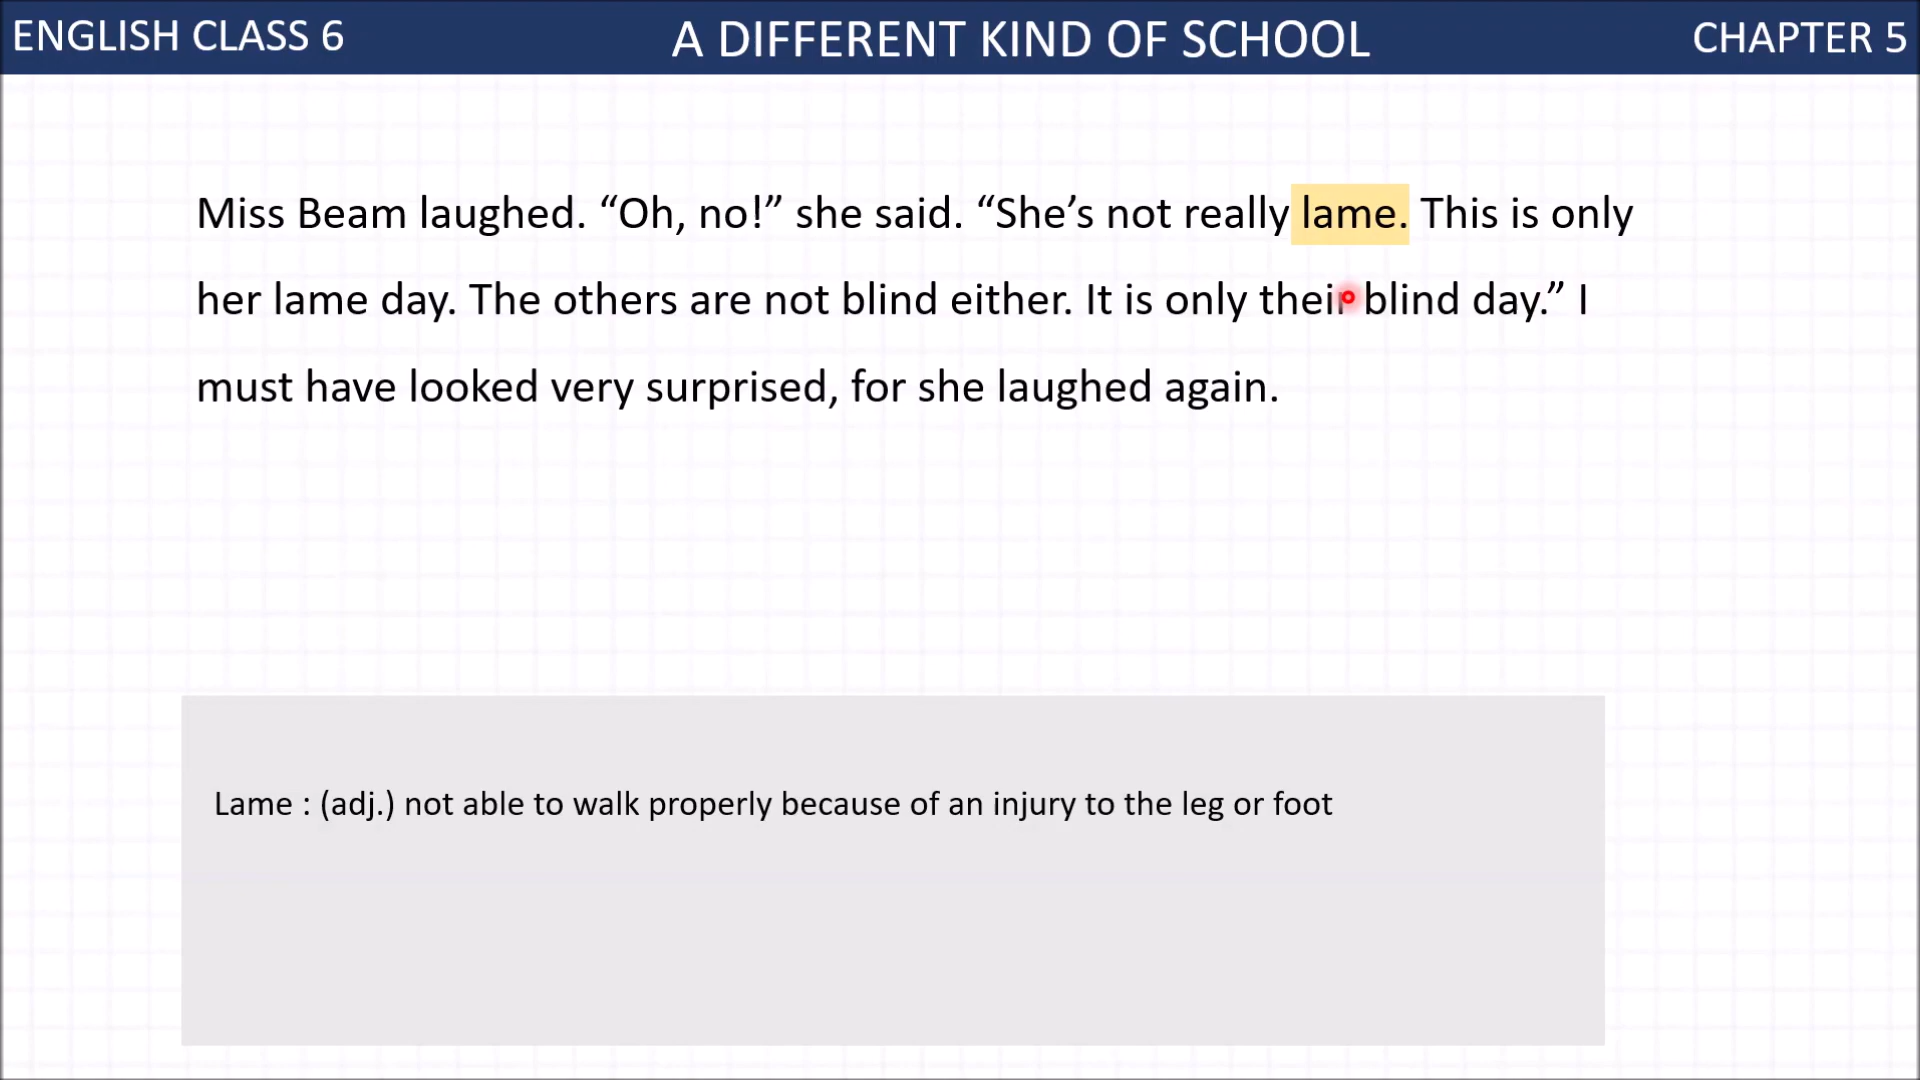 ENGLISH CLASS 6
A DIFFERENT KIND OF SCHOOL
CHAPTER 5
Miss Beam laughed. “Oh, no!” she said. “She’s not really lame. This is only
her lame day. The others are not blind either. It is only their blind day.” I
must have looked very surprised, for she laughed again.
Lame : (adj.) not able to walk properly because of an injury to the leg or foot